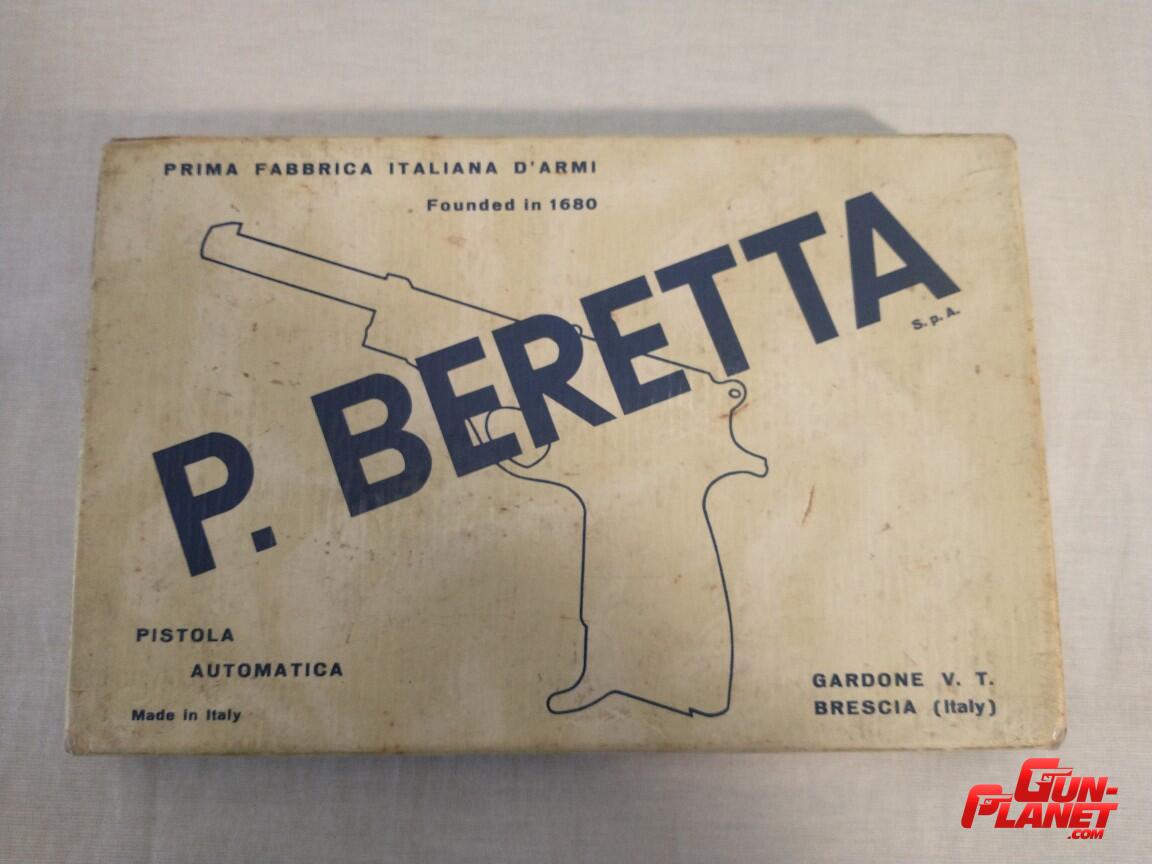 PRIMA FABBRICA ITALIANA D'ARMI
Founded in 1680
P. BERETTA
S.p.A.
PISTOLA
AUTOMATICA
Made in Italy
GARDONE V. T.
BRESCIA (Italy)
GUN-
PLANET
.COM